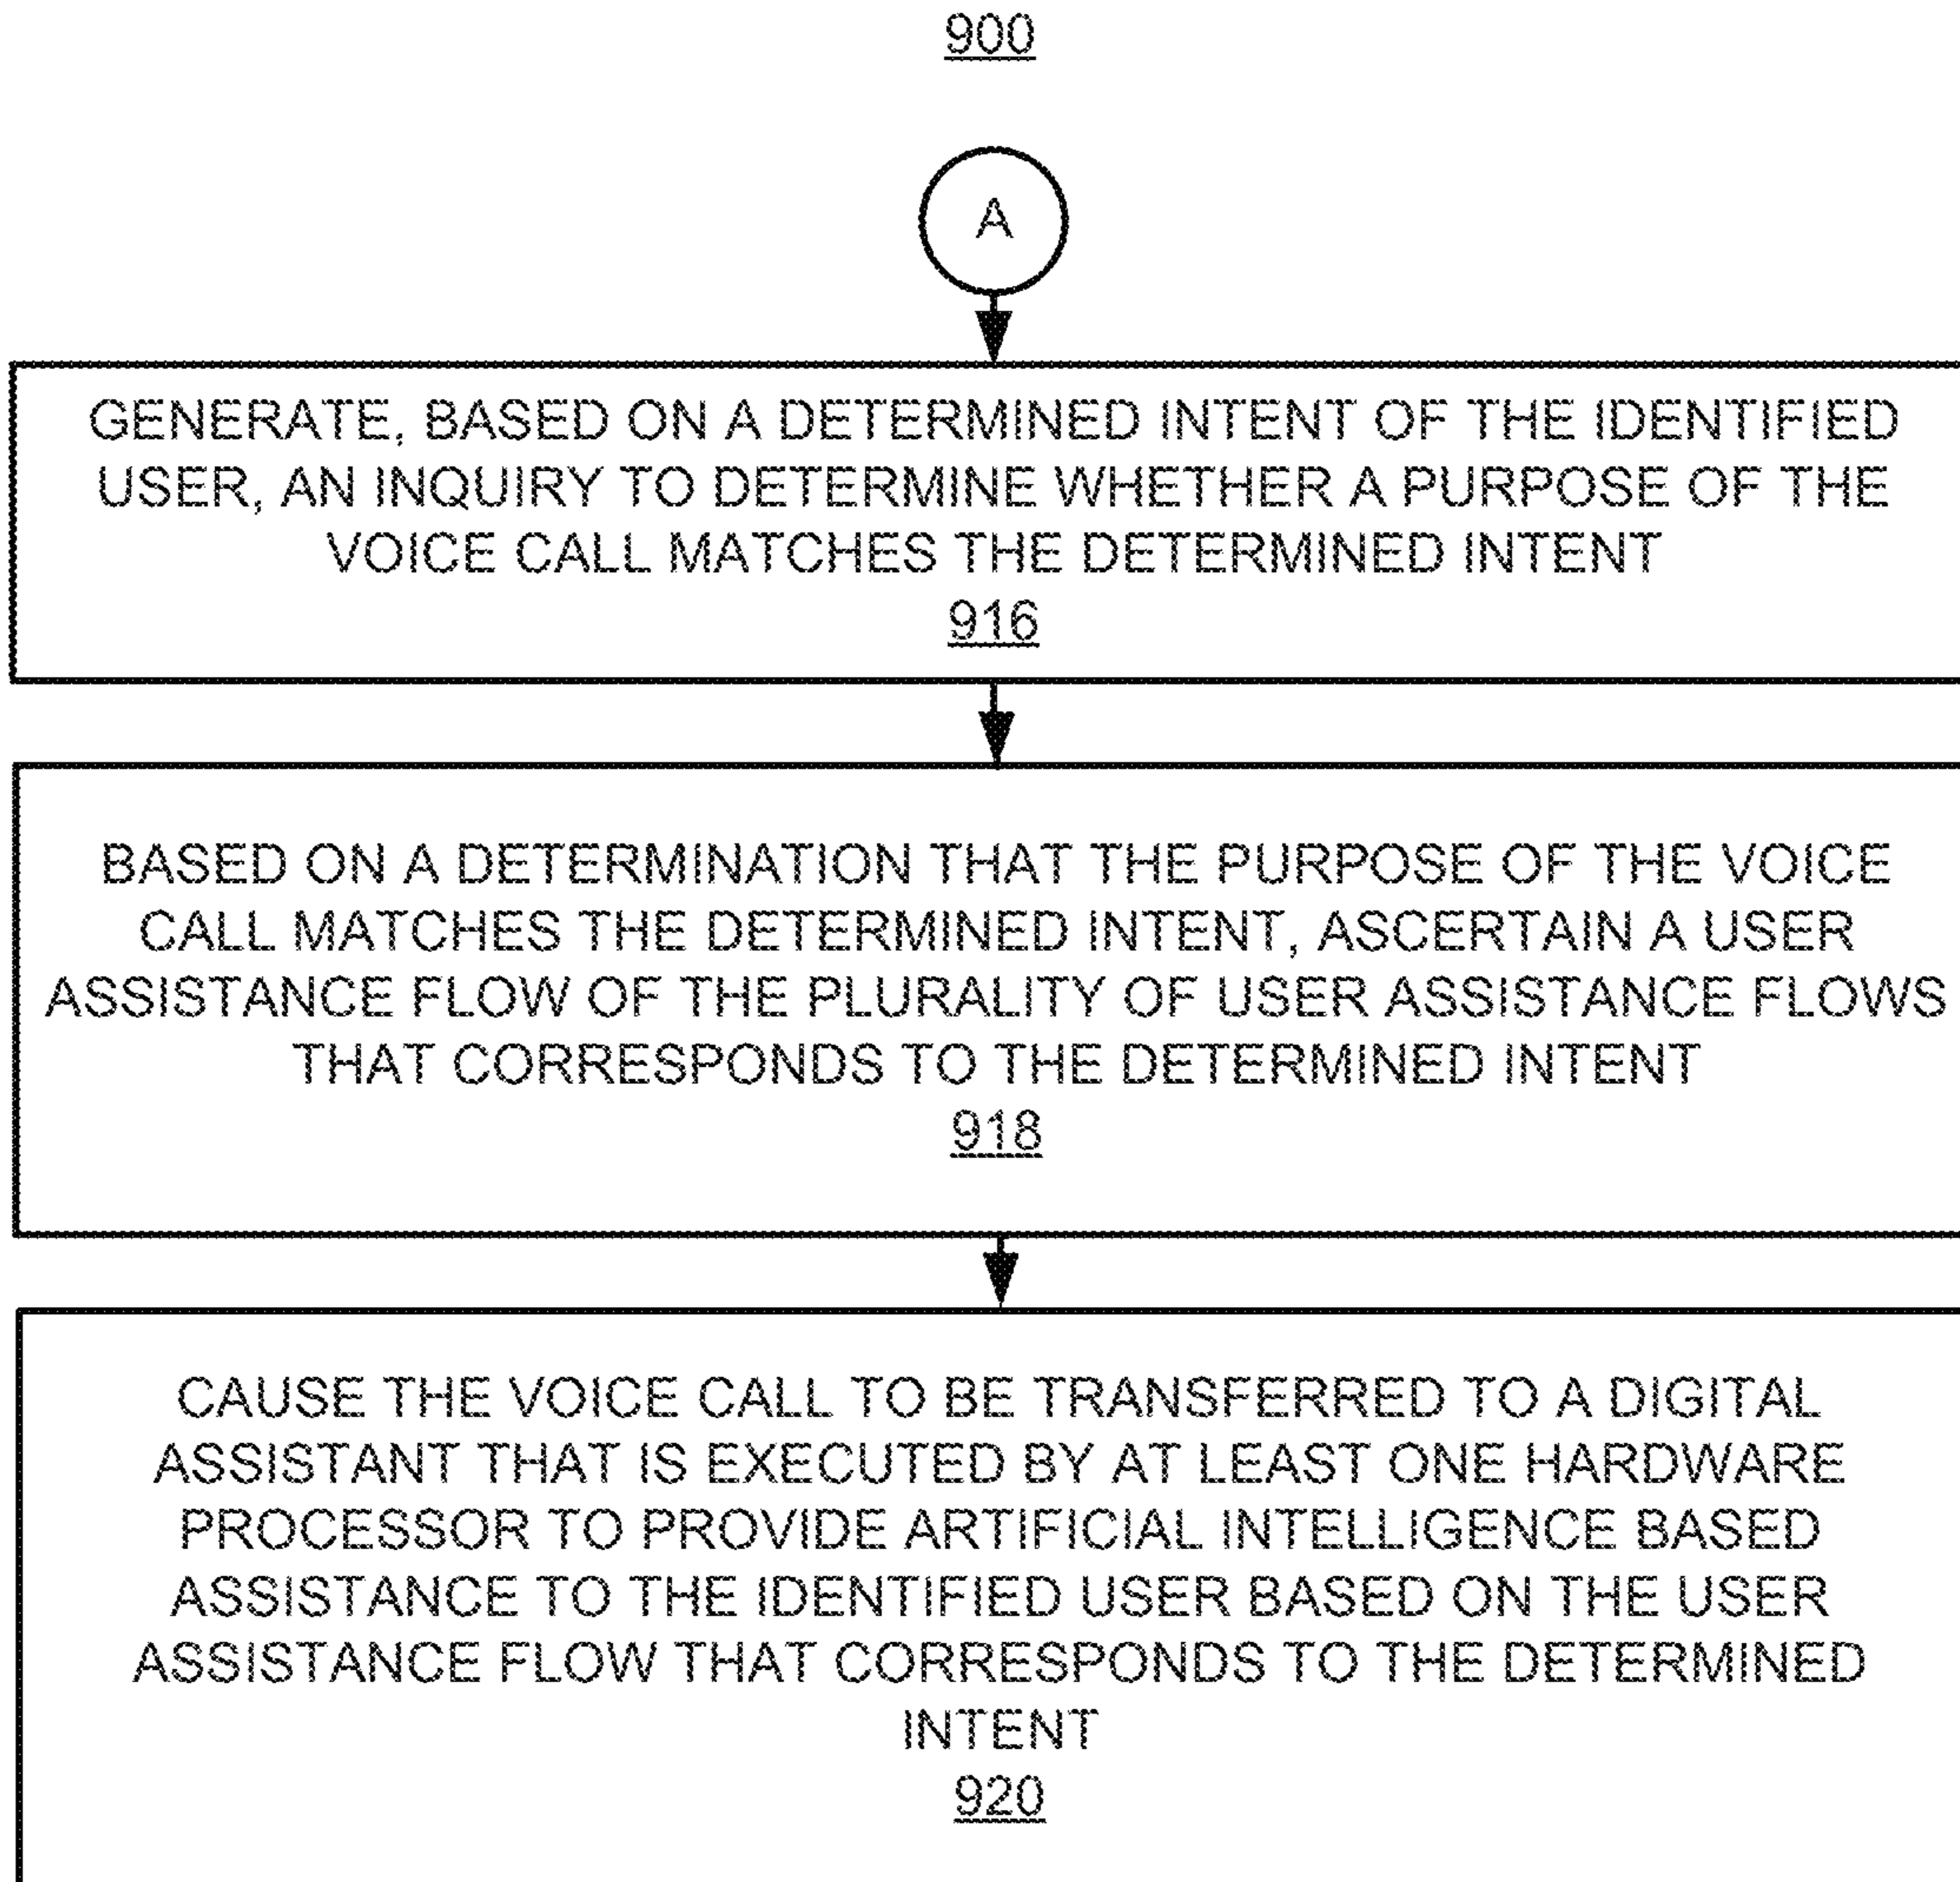 900
A
GENERATE, BASED ON A DETERMINED INTENT OF THE IDENTIFIED
USER, AN INQUIRY TO DETERMINE WHETHER A PURPOSE OF THE
VOICE CALL MATCHES THE DETERMINED INTENT
916
BASED ON A DETERMINATION THAT THE PURPOSE OF THE VOICE
CALL MATCHES THE DETERMINED INTENT, ASCERTAIN A USER
ASSISTANCE FLOW OF THE PLURALITY OF USER ASSISTANCE FLOWS
THAT CORRESPONDS TO THE DETERMINED INTENT
918
CAUSE THE VOICE CALL TO BE TRANSFERRED TO A DIGITAL
ASSISTANT THAT IS EXECUTED BY AT LEAST ONE HARDWARE
PROCESSOR TO PROVIDE ARTIFICIAL INTELLIGENCE BASED
ASSISTANCE TO THE IDENTIFIED USER BASED ON THE USER
ASSISTANCE FLOW THAT CORRESPONDS TO THE DETERMINED
INTENT
920